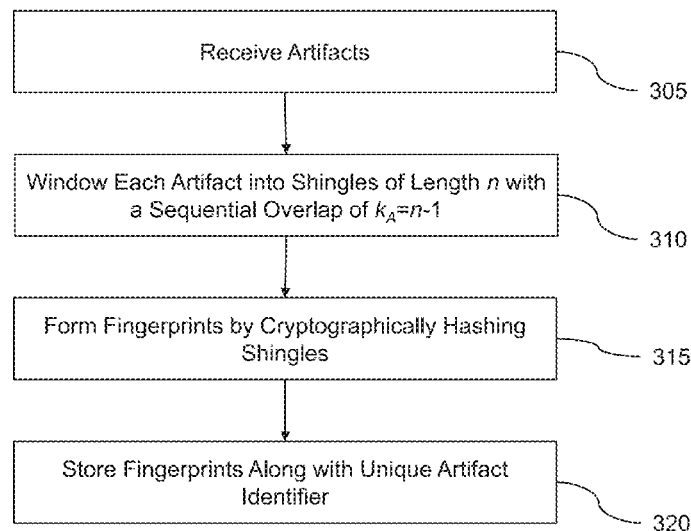 Receive Artifacts
305
Window Each Artifact into Shingles of Length n with
a Sequential Overlap of kA=n-1
310
Form Fingerprints by Cryptographically Hashing
Shingles
315
Store Fingerprints Along with Unique Artifact
Identifier
320